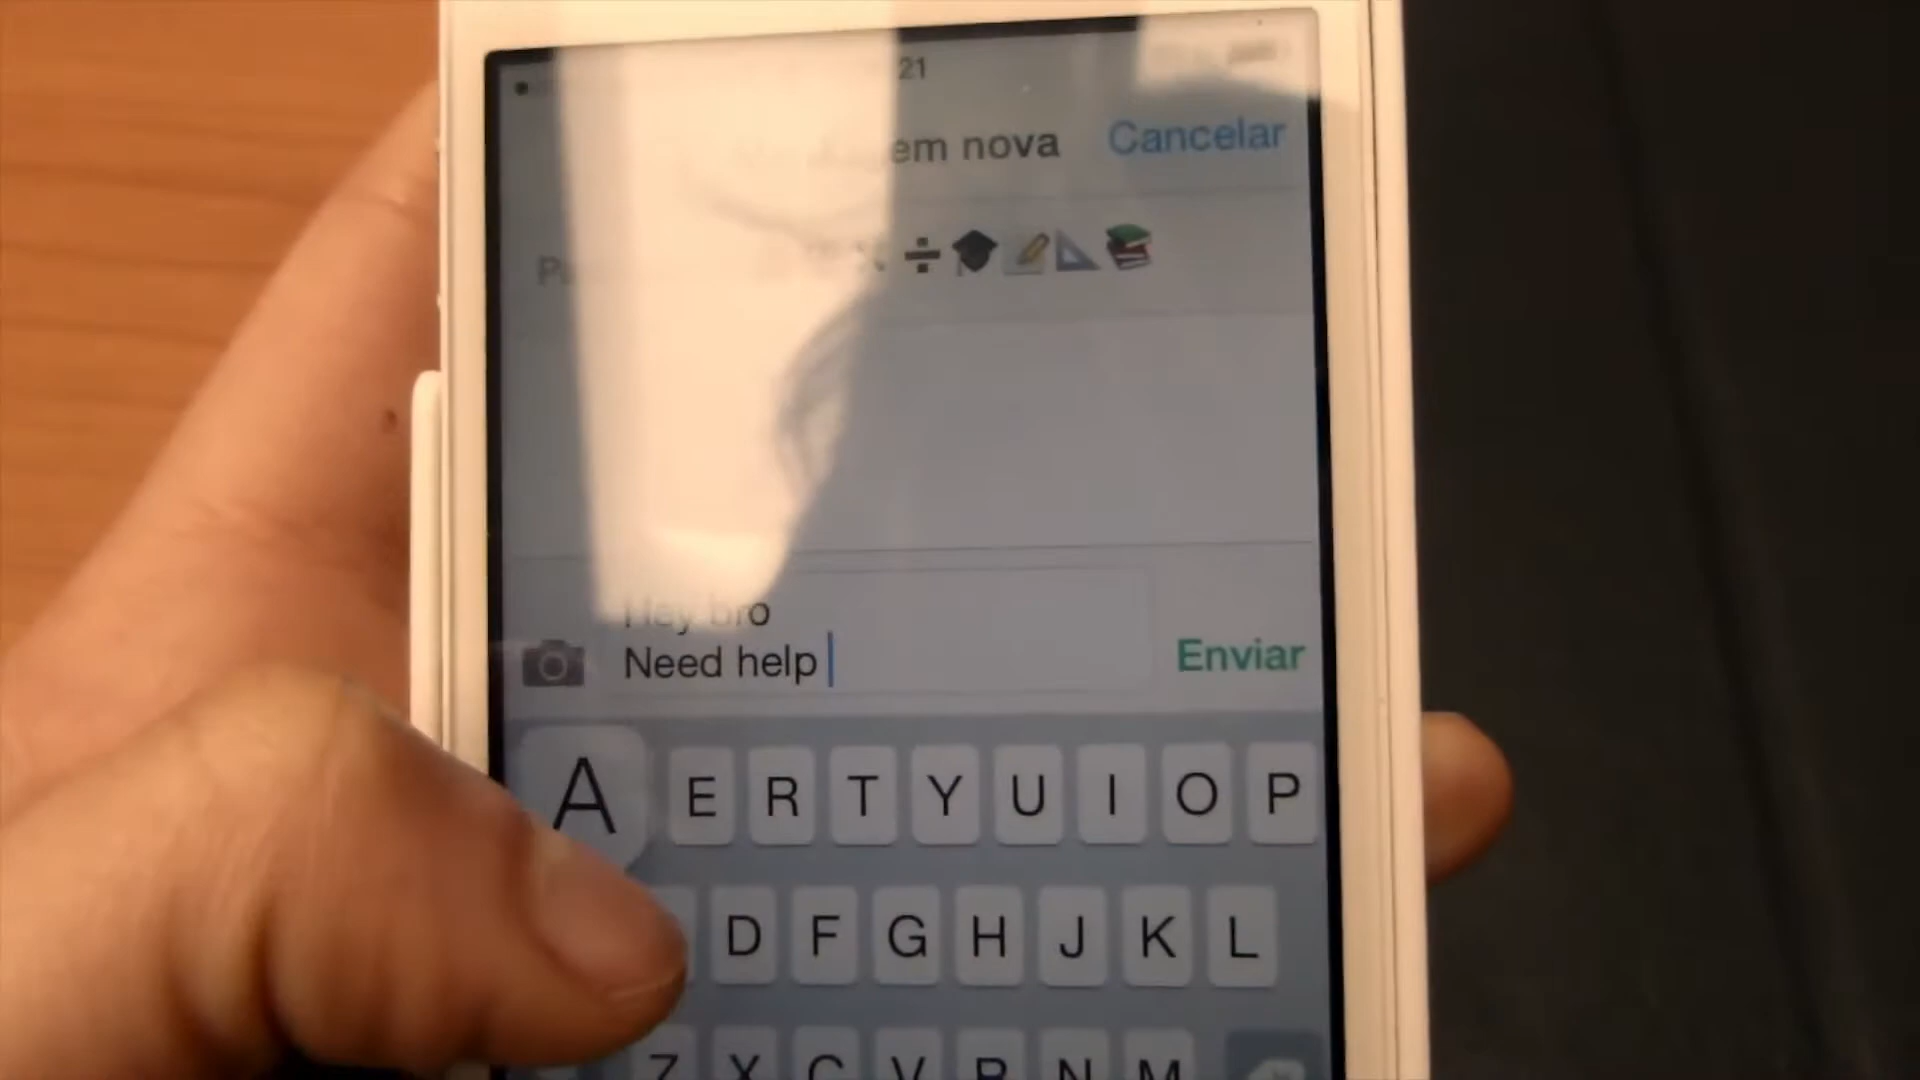 21
em nova Cancelar
÷
Hey bro
Need help
Enviar
A E R T Y U I O P
D F G H J K L
Z X C V B N M